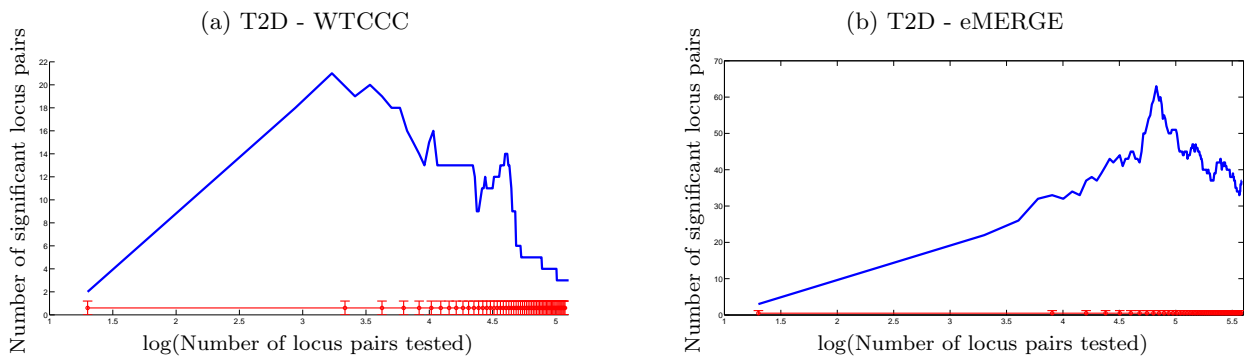 (a) T2D - WTCCC
Number of significant locus pairs
22
20
18
16
14
12
10
8
6
4
2
0
1 1.5 2 2.5 3 3.5 4 4.5 5
log(Number of locus pairs tested)
(b) T2D - eMERGE
Number of significant locus pairs
70
60
50
40
30
20
10
0
1 1.5 2 2.5 3 3.5 4 4.5 5 5.5
log(Number of locus pairs tested)